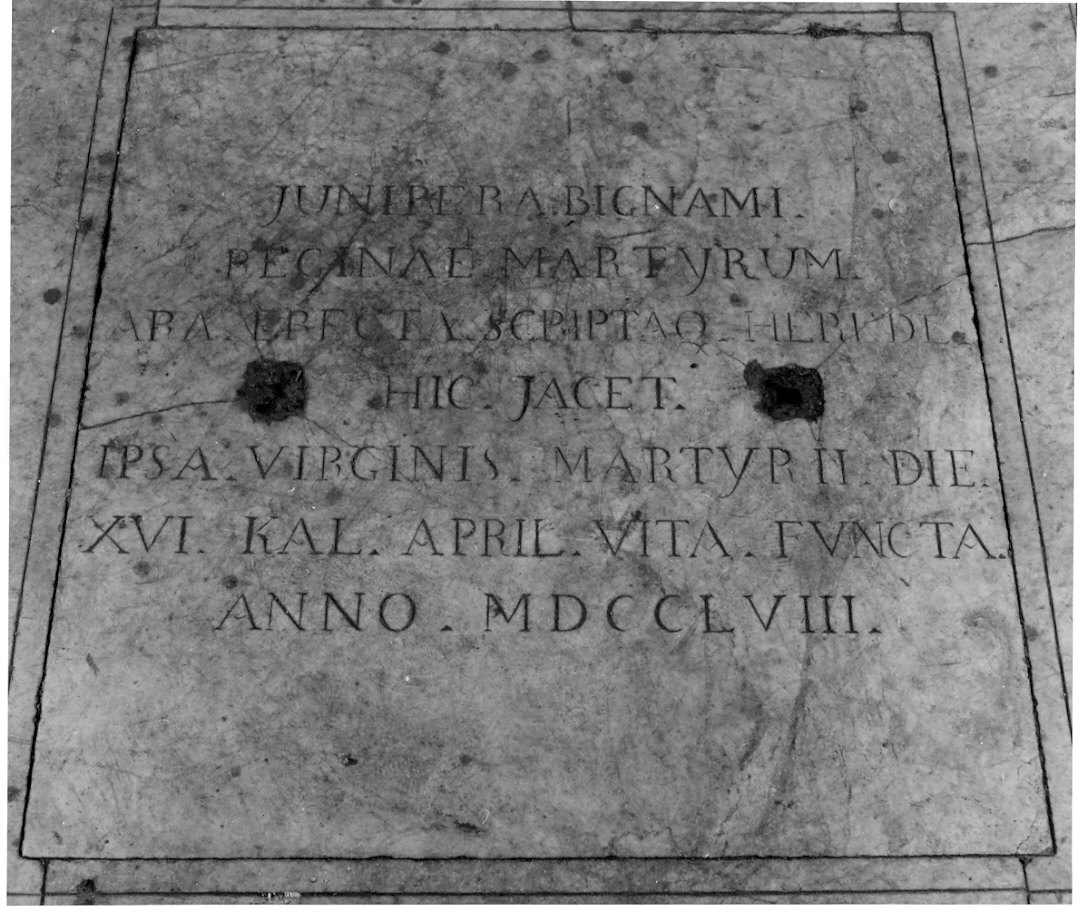 JUNIPERA. BIGNAMI.
REGINAE MARTYRUM.
ARA. ERECTA. SCRIPTAQ. HEREDE.
HIC. JACET.
IPSA. VIRGINIS. MARTYRII. DIE.
XVI. KAL. APRIL. VITA. FUNCTA.
ANNO. MDCCLVIII.